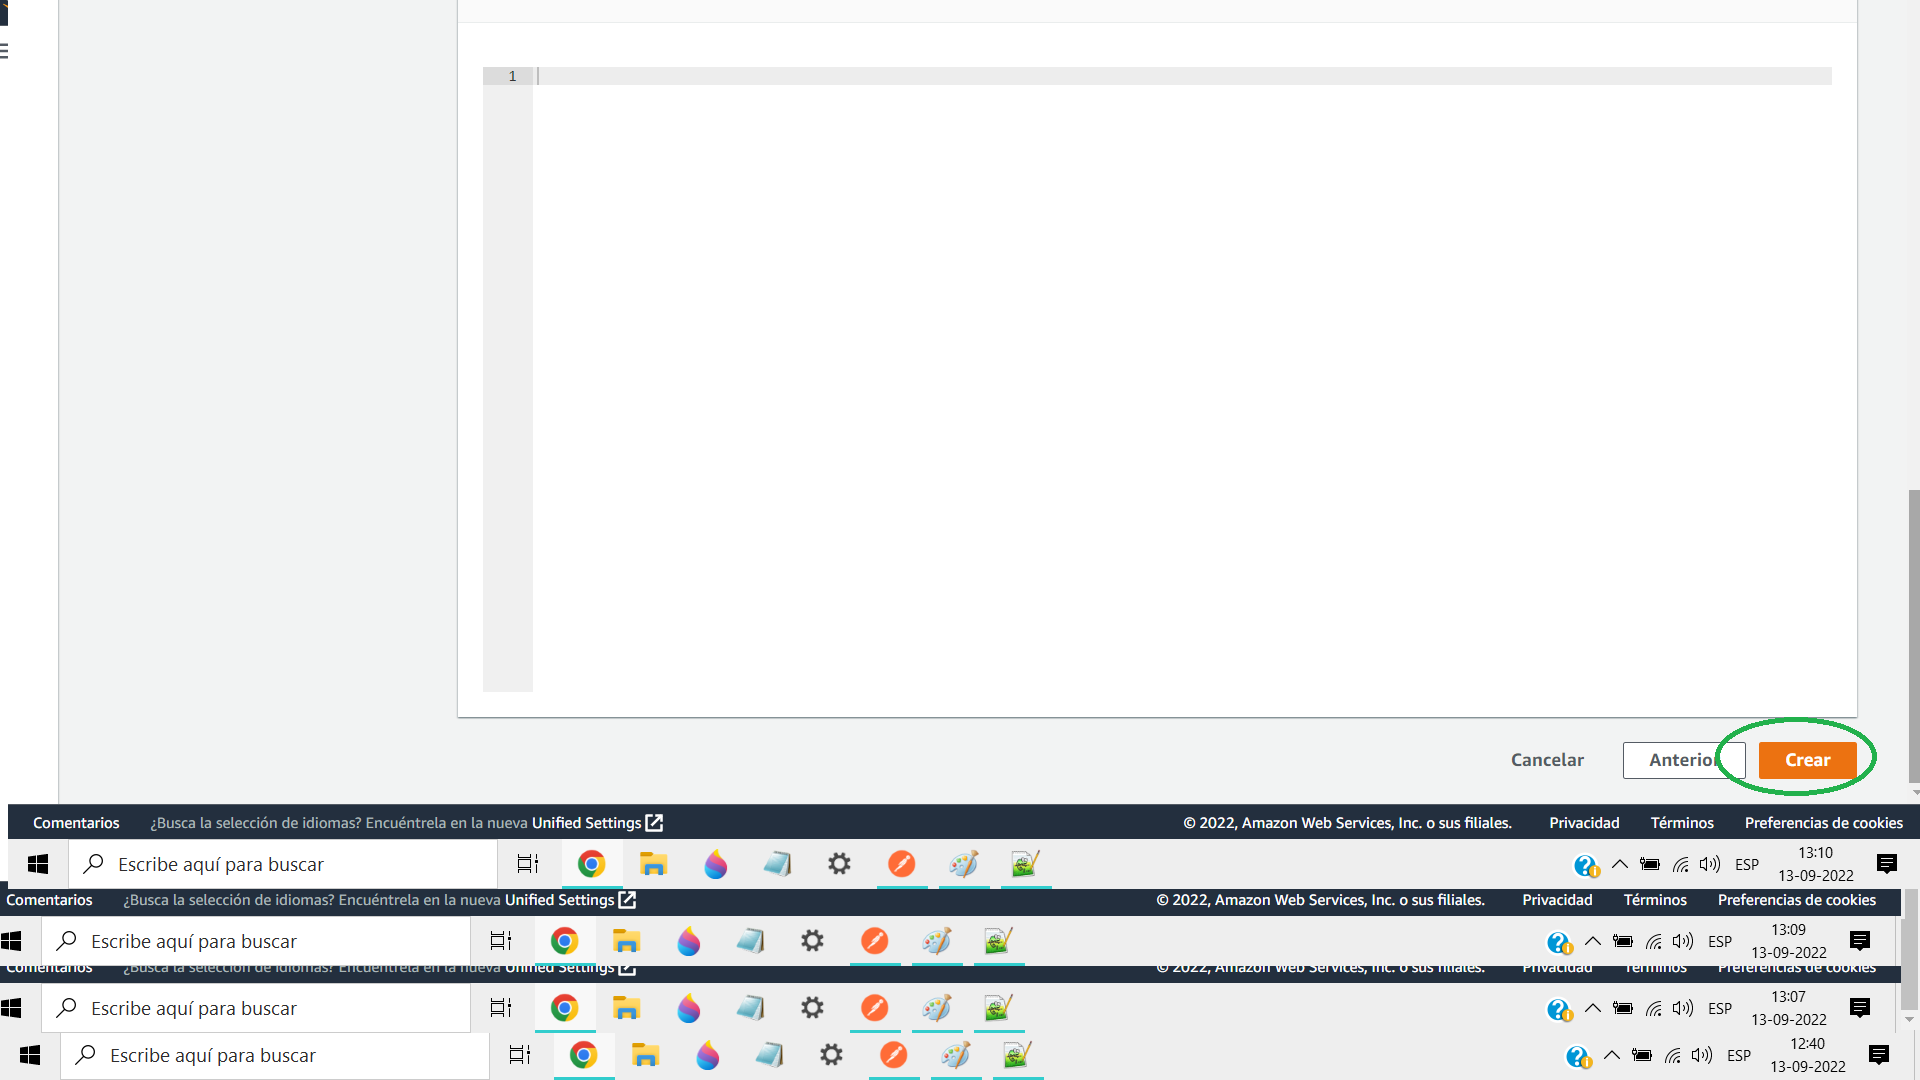 1
Cancelar Anterior Crear
Comentarios ¿Busca la selección de idiomas? Encuéntrela en la nueva Unified Settings © 2022, Amazon Web Services, Inc. o sus filiales. Privacidad Términos Preferencias de cookies
Escribe aquí para buscar ESP 13:10
13-09-2022
Comentarios ¿Busca la selección de idiomas? Encuéntrela en la nueva Unified Settings © 2022, Amazon Web Services, Inc. o sus filiales. Privacidad Términos Preferencias de cookies
Escribe aquí para buscar ESP 13:09
13-09-2022
Comentarios ¿Busca la selección de idiomas? Encuéntrela en la nueva Unified Settings © 2022, Amazon Web Services, Inc. o sus filiales. Privacidad Términos Preferencias de cookies
Escribe aquí para buscar ESP 13:07
13-09-2022
Escribe aquí para buscar ESP 12:40
13-09-2022